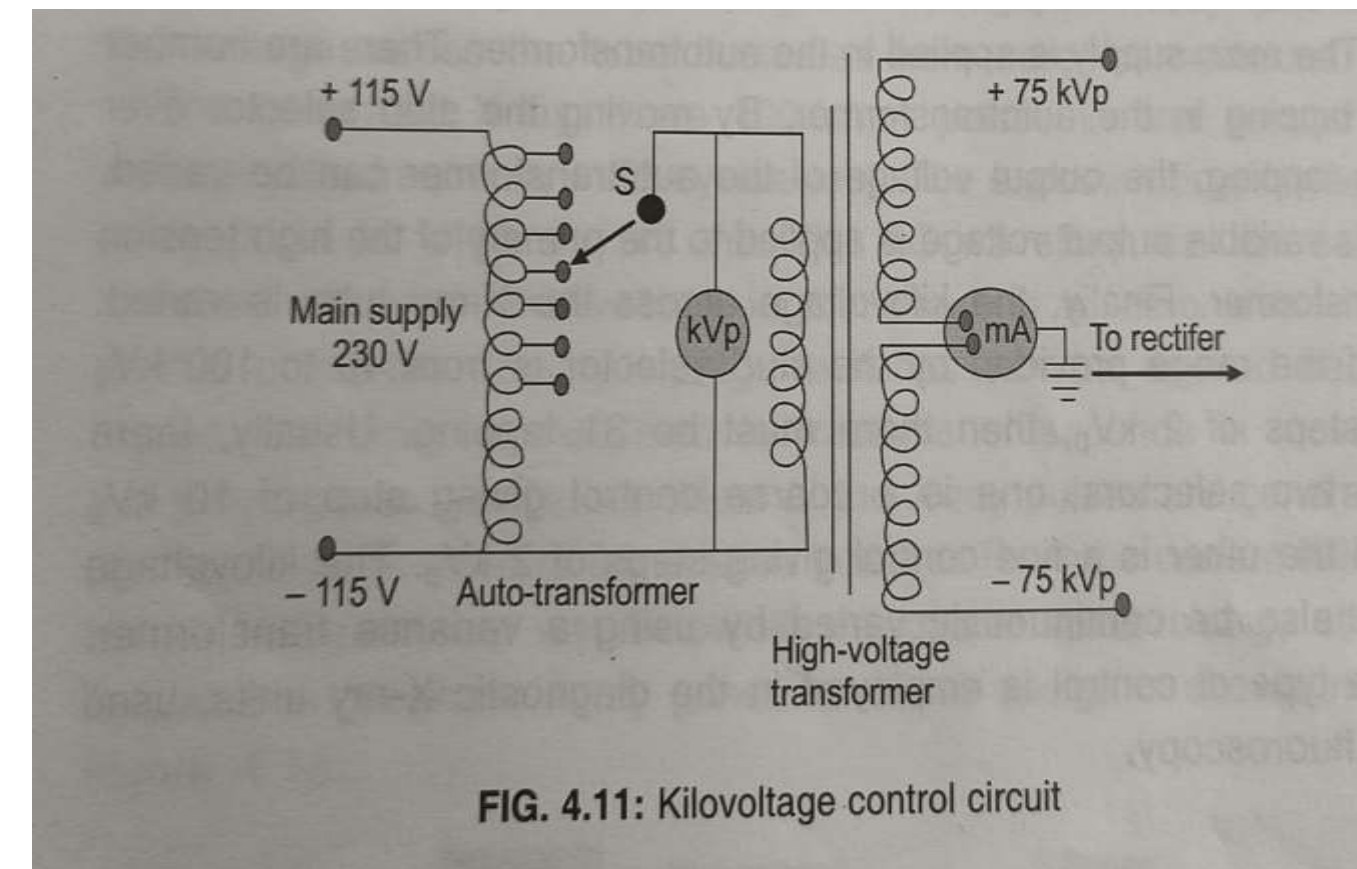 + 115 V
+ 75 kVp
S
Main supply
230 V
kVp
mA
To rectifer
– 115 V
Auto-transformer
– 75 kVp
High-voltage
transformer
FIG. 4.11: Kilovoltage control circuit